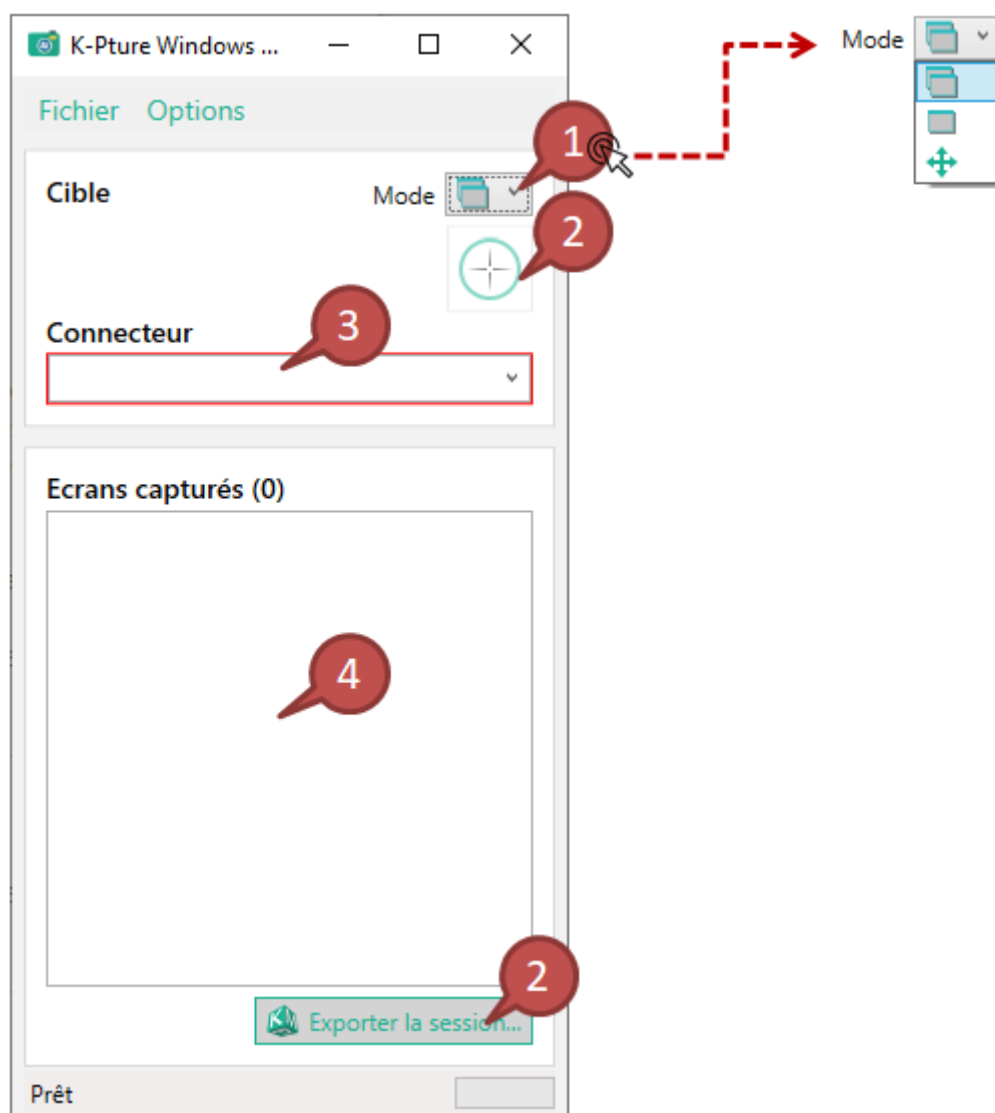 K-Pture Windows ...
Mode
Fichier Options
1
Cible
Mode
2
Connecteur
3
Ecrans capturés (0)
4
2
Exporter la session...
Prêt